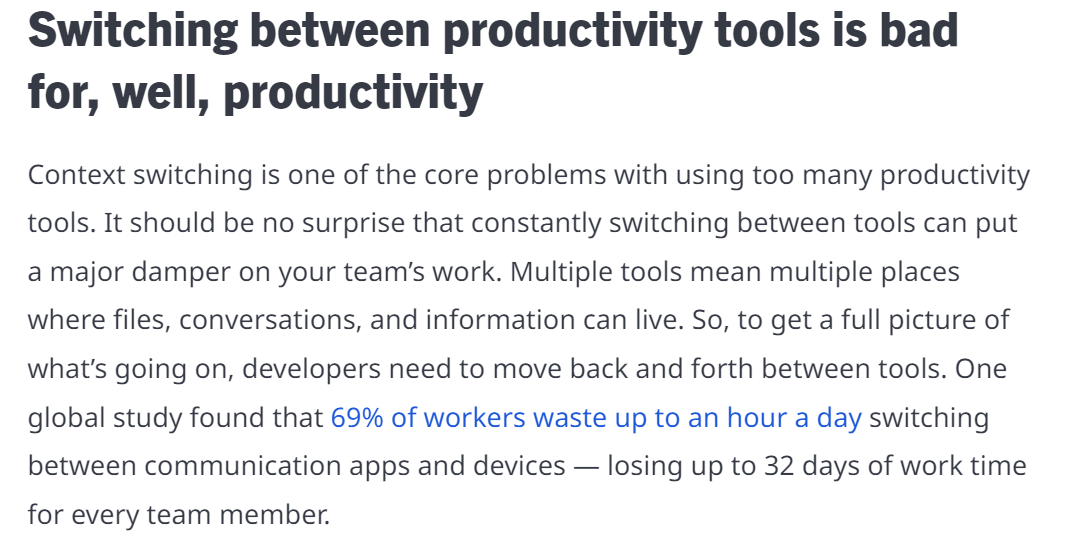 Switching between productivity tools is bad
for, well, productivity
Context switching is one of the core problems with using too many productivity
tools. It should be no surprise that constantly switching between tools can put
a major damper on your team’s work. Multiple tools mean multiple places
where files, conversations, and information can live. So, to get a full picture of
what’s going on, developers need to move back and forth between tools. One
global study found that 69% of workers waste up to an hour a day switching
between communication apps and devices — losing up to 32 days of work time
for every team member.